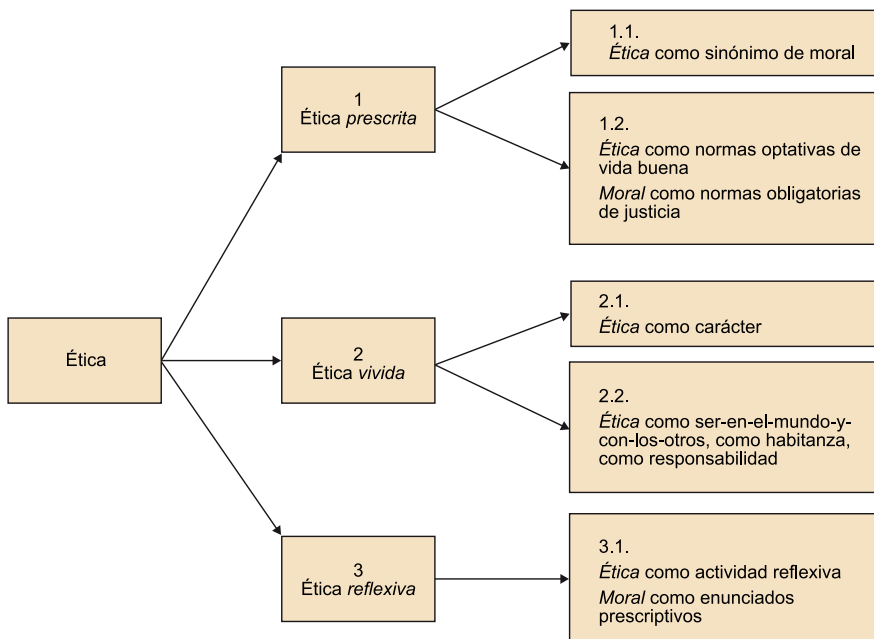 Ética
1
Ética prescrita
1.1.
Ética como sinónimo de moral
1.2.
Ética como normas optativas de
vida buena
Moral como normas obligatorias
de justicia
2
Ética vivida
2.1.
Ética como carácter
2.2.
Ética como ser-en-el-mundo-y-
con-los-otros, como habitanza,
como responsabilidad
3
Ética reflexiva
3.1.
Ética como actividad reflexiva
Moral como enunciados
prescriptivos